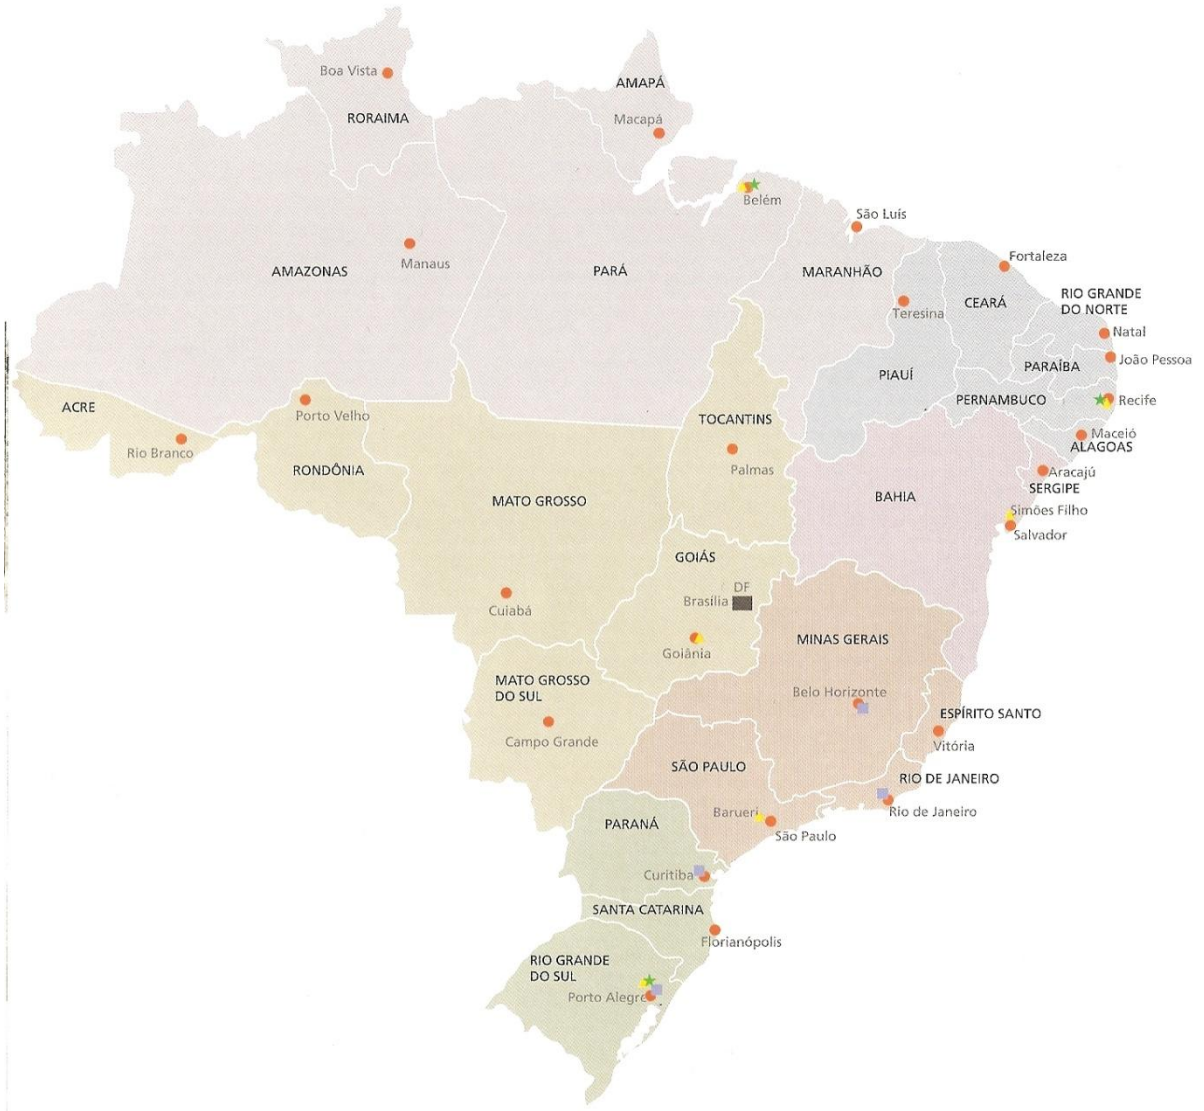 Boa Vista
RORAIMA
AMAPÁ
Macapá
Belém
São Luís
AMAZONAS
Manaus
PARÁ
MARANHÃO
Teresina
Fortaleza
CEARÁ
RIO GRANDE
DO NORTE
Natal
João Pessoa
PARAÍBA
PIAUÍ
PERNAMBUCO
Recife
Maceió
ALAGOAS
Aracajú
SERGIPE
Simões Filho
Salvador
ACRE
Rio Branco
Porto Velho
RONDÔNIA
MATO GROSSO
Cuiabá
TOCANTINS
Palmas
BAHIA
GOIÁS
DF
Brasília
Goiânia
MINAS GERAIS
Belo Horizonte
MATO GROSSO
DO SUL
Campo Grande
ESPÍRITO SANTO
Vitória
SÃO PAULO
Barueri
São Paulo
RIO DE JANEIRO
Rio de Janeiro
PARANÁ
Curitiba
SANTA CATARINA
Florianópolis
RIO GRANDE
DO SUL
Porto Alegre